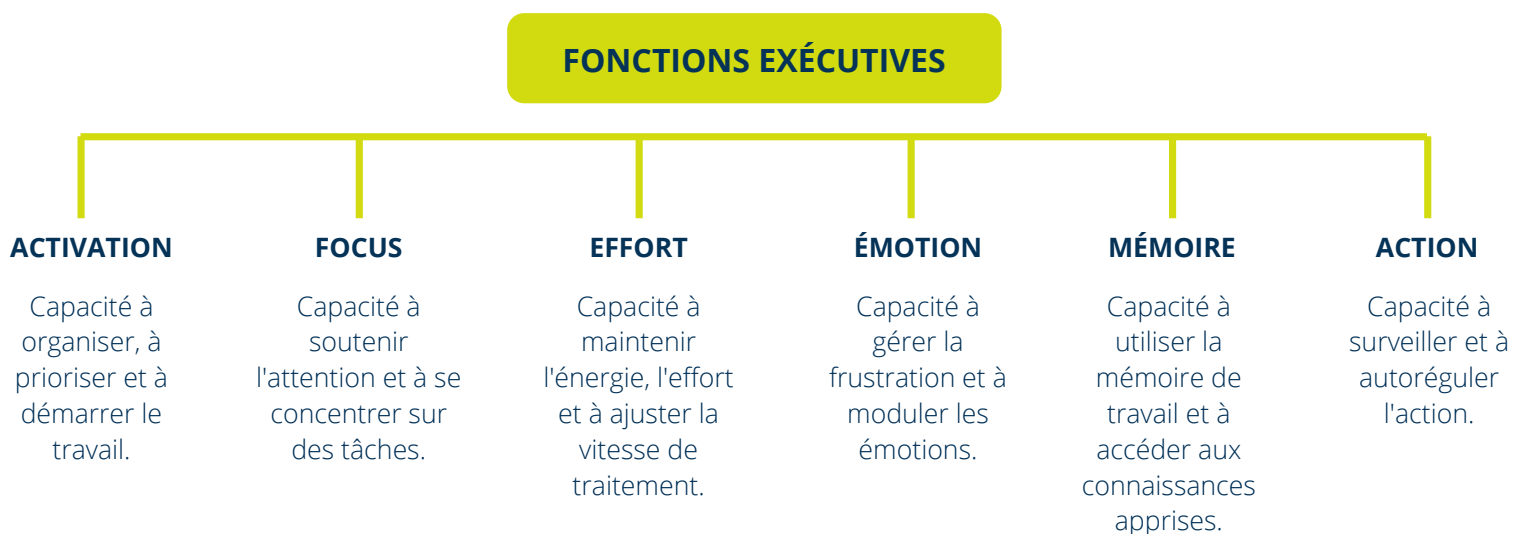 FONCTIONS EXÉCUTIVES
ACTIVATION
Capacité à
organiser, à
prioriser et à
démarrer le
travail.
FOCUS
Capacité à
soutenir
l'attention et à se
concentrer sur
des tâches.
EFFORT
Capacité à
maintenir
l'énergie, l'effort
et à ajuster la
vitesse de
traitement.
ÉMOTION
Capacité à
gérer la
frustration et à
moduler les
émotions.
MÉMOIRE
Capacité à
utiliser la
mémoire de
travail et à
accéder aux
connaissances
apprises.
ACTION
Capacité à
surveiller et à
autoréguler
l'action.